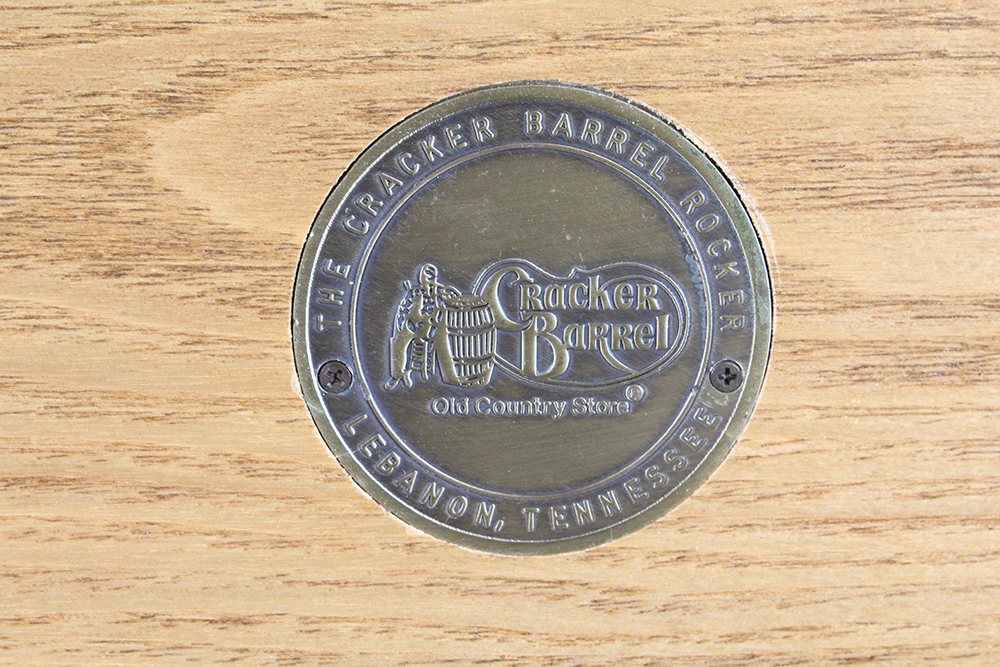 THE CRACKER BARREL ROCKER
Cracker
Barrel
Old Country Store ®
LEBANON, TENNESSEE